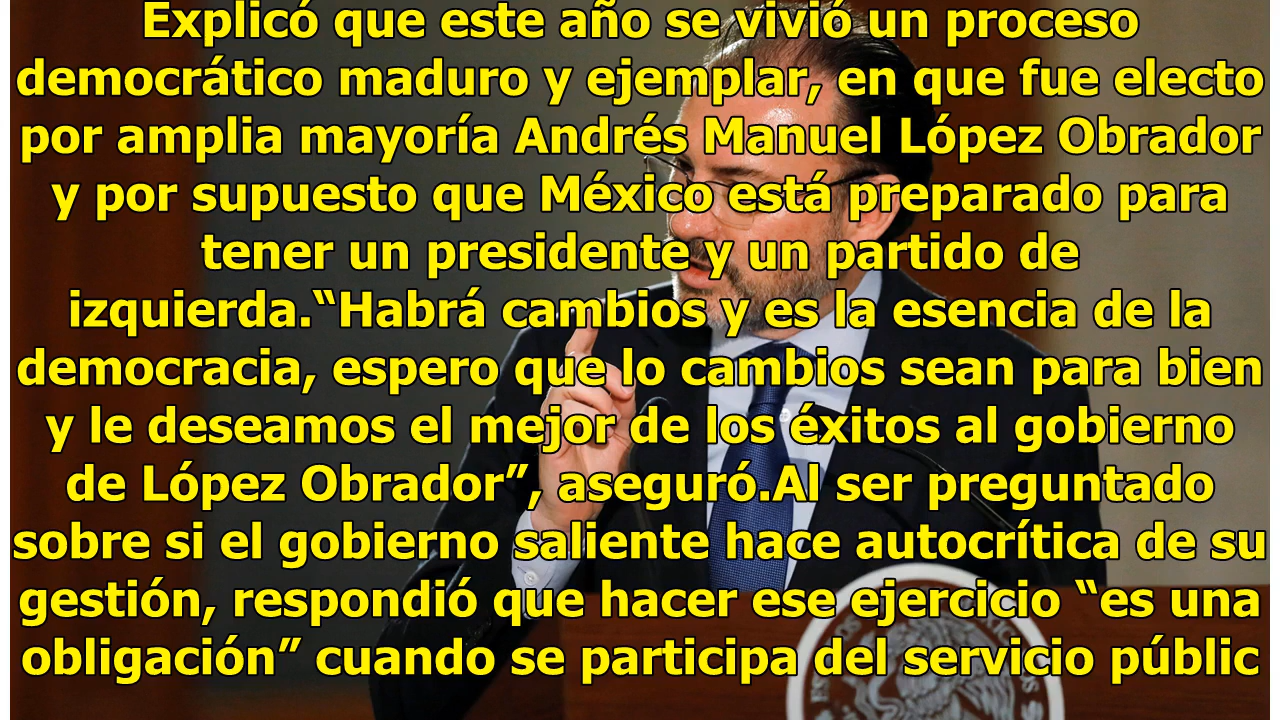 Explicó que este año se vivió un proceso
democrático maduro y ejemplar, en que fue electo
por amplia mayoría Andrés Manuel López Obrador
y por supuesto que México está preparado para
tener un presidente y un partido de
izquierda.“Habrá cambios y es la esencia de la
democracia, espero que lo cambios sean para bien
y le deseamos el mejor de los éxitos al gobierno
de López Obrador”, aseguró.Al ser preguntado
sobre si el gobierno saliente hace autocrítica de su
gestión, respondió que hacer ese ejercicio “es una
obligación” cuando se participa del servicio públic